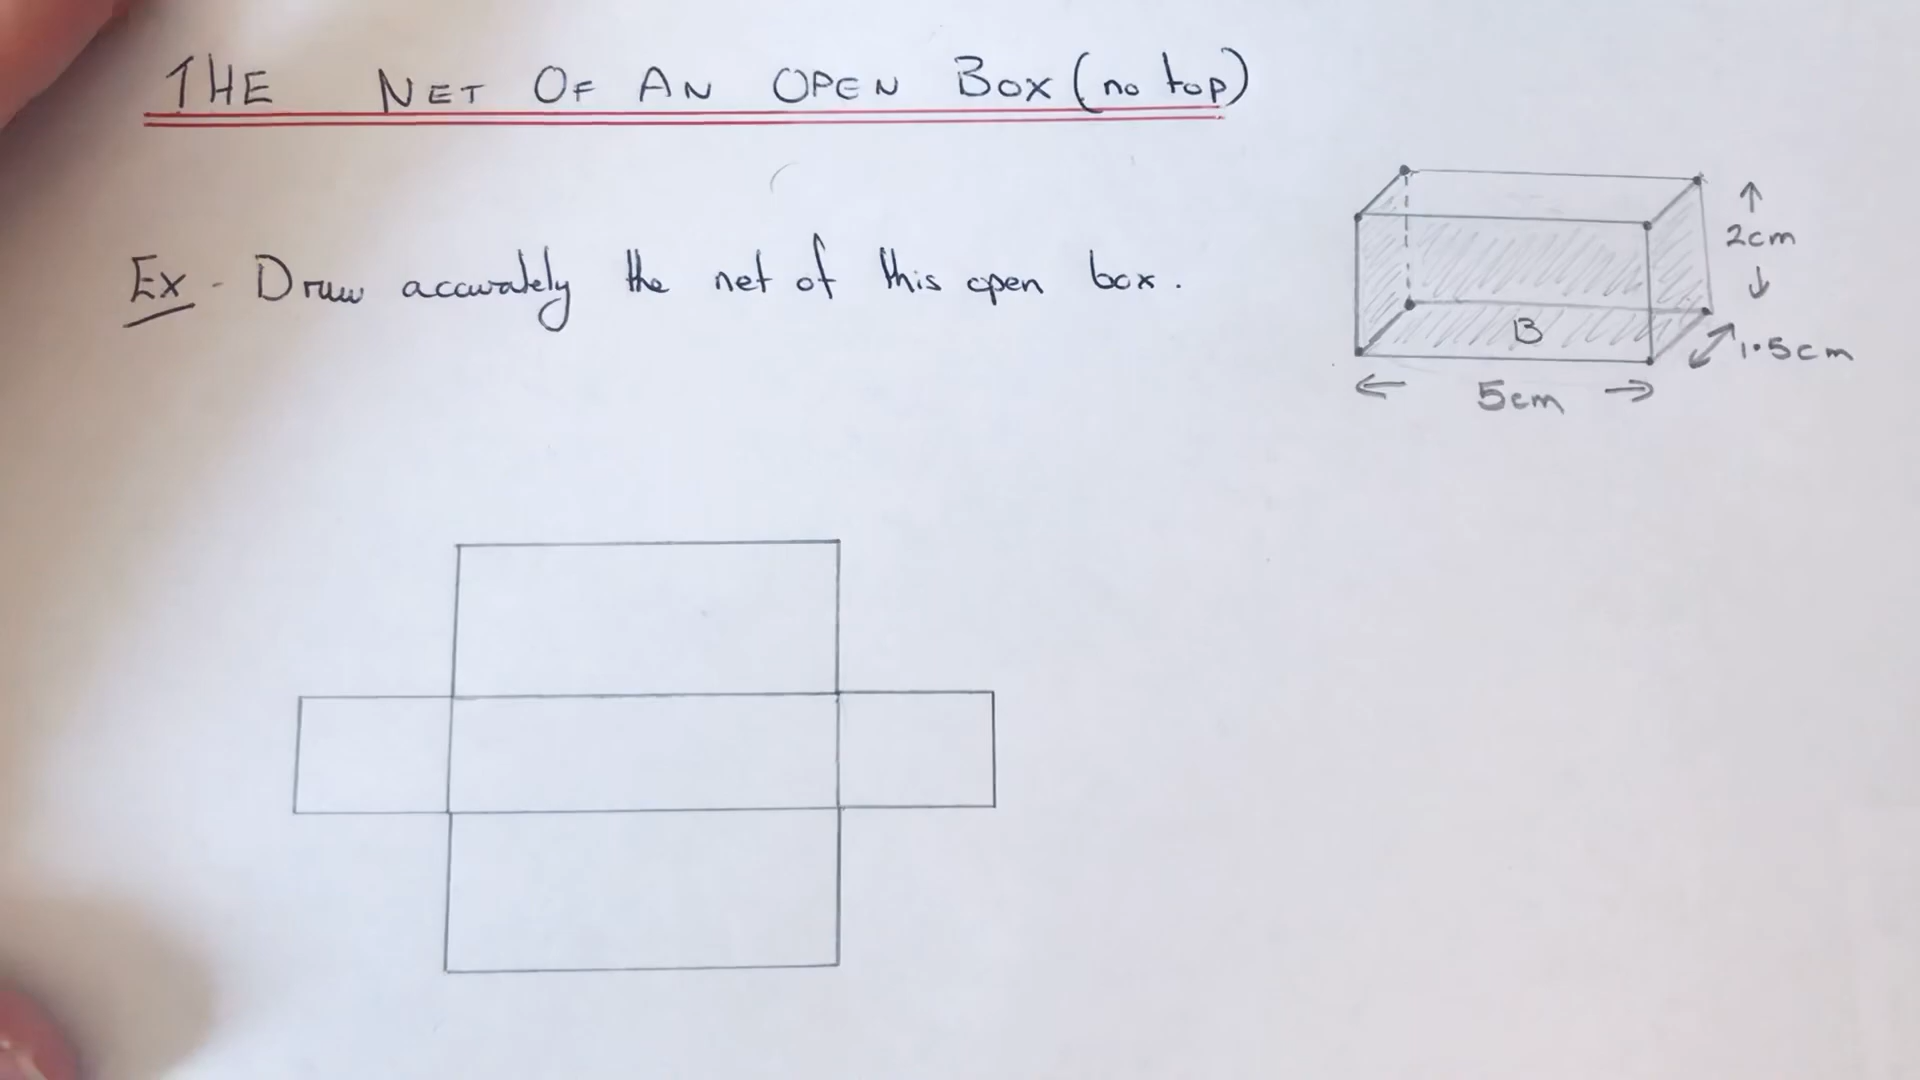 THE NET OF AN OPEN BOX (no top)
Ex - Draw accurately the net of this open box.
2cm
B
1.5cm
5cm